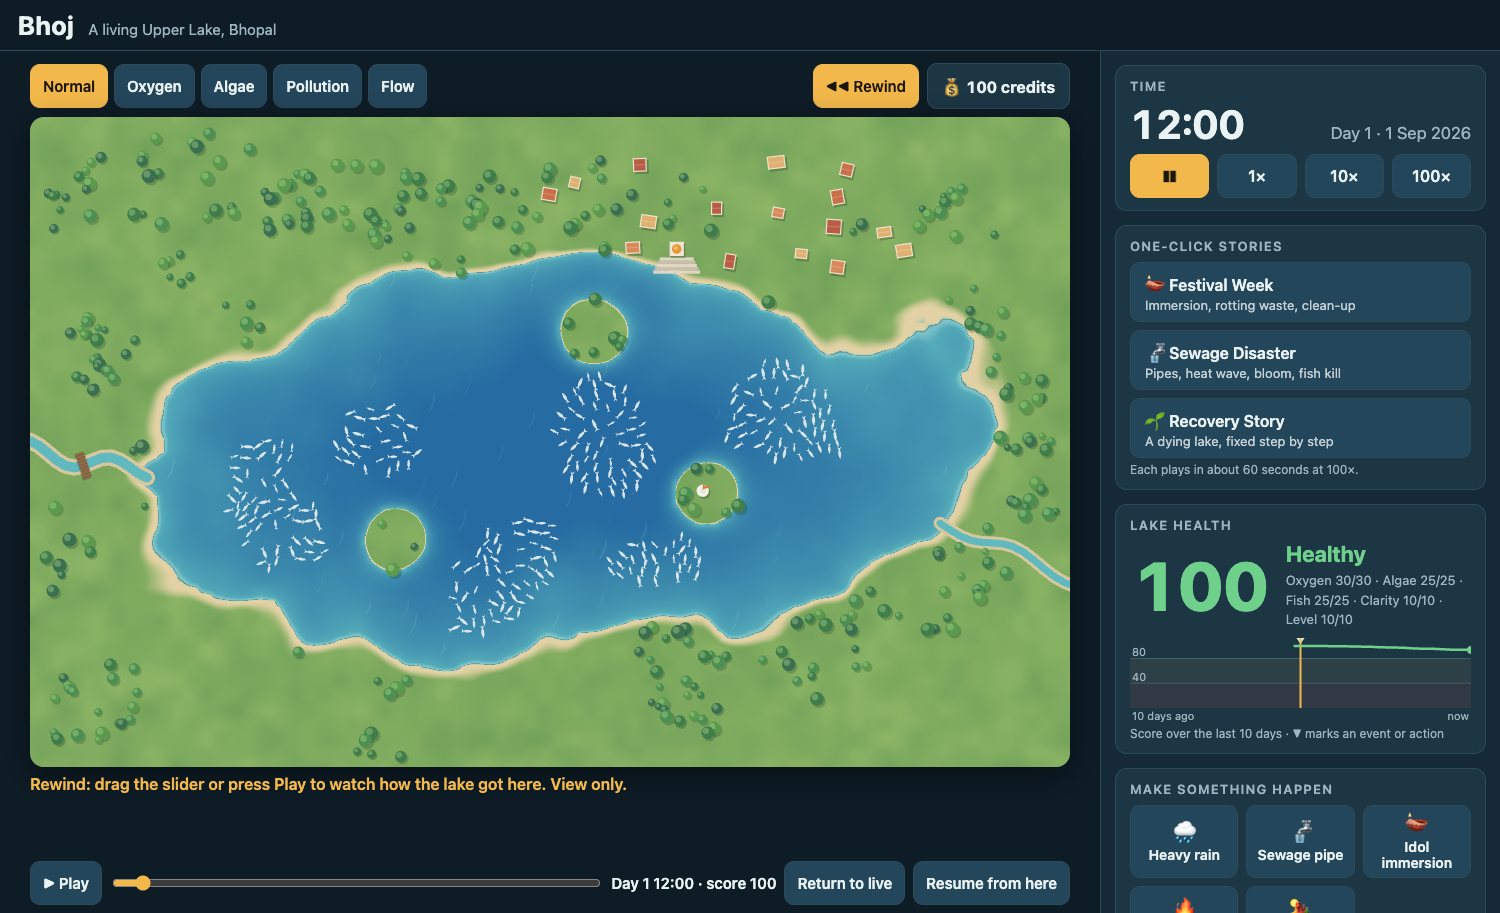 Bhoj A living Upper Lake, Bhopal
Normal Oxygen Algae Pollution Flow
◀◀ Rewind 💰 100 credits
Rewind: drag the slider or press Play to watch how the lake got here. View only.
▶ Play Day 1 12:00 · score 100 Return to live Resume from here
TIME
12:00 Day 1 · 1 Sep 2026
1× 10× 100×
ONE-CLICK STORIES
Festival Week
Immersion, rotting waste, clean-up
Sewage Disaster
Pipes, heat wave, bloom, fish kill
Recovery Story
A dying lake, fixed step by step
Each plays in about 60 seconds at 100×.
LAKE HEALTH
100
Healthy
Oxygen 30/30 · Algae 25/25 ·
Fish 25/25 · Clarity 10/10 ·
Level 10/10
80
40
10 days ago now
Score over the last 10 days · ▼ marks an event or action
MAKE SOMETHING HAPPEN
Heavy rain
Sewage pipe
Idol
immersion